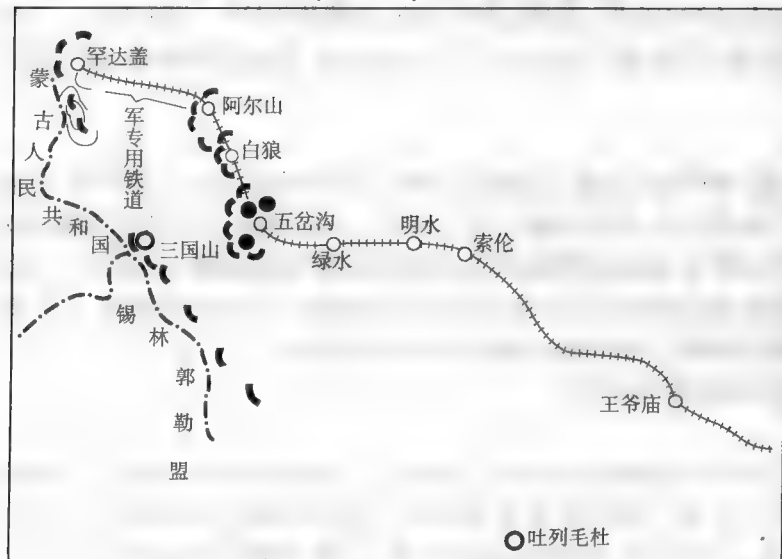 罕达盖
阿尔山
军专用铁道
白狼
蒙古人民共和国
三国山
五岔沟
绿水
明水
索伦
锡林郭勒盟
王爷庙
吐列毛杜